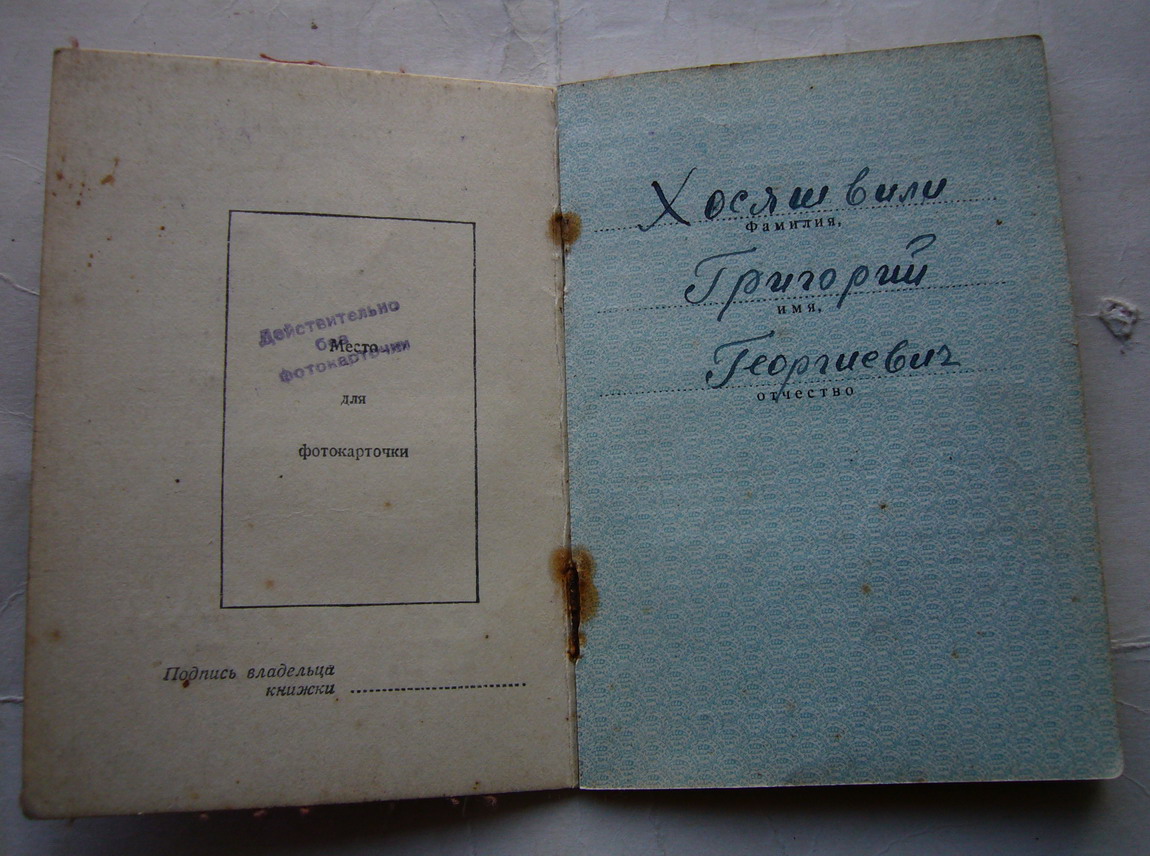 Действительно
без
фотокарточки
Место
для
фотокарточки
Подпись владельца
книжки
Хосяшвили
фамилия,
Григорий
имя,
Георгиевич
отчество